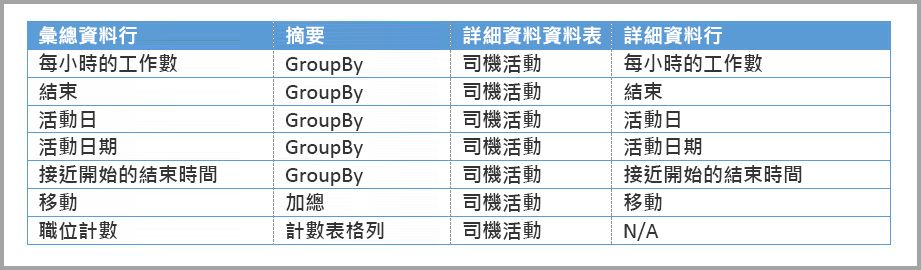 彙總資料行 摘要 詳細資料資料表 詳細資料行
每小時的工作數 GroupBy 司機活動 每小時的工作數
結束 GroupBy 司機活動 結束
活動日 GroupBy 司機活動 活動日
活動日期 GroupBy 司機活動 活動日期
接近開始的結束時間 GroupBy 司機活動 接近開始的結束時間
移動 加總 司機活動 移動
職位計數 計數表格列 司機活動 N/A